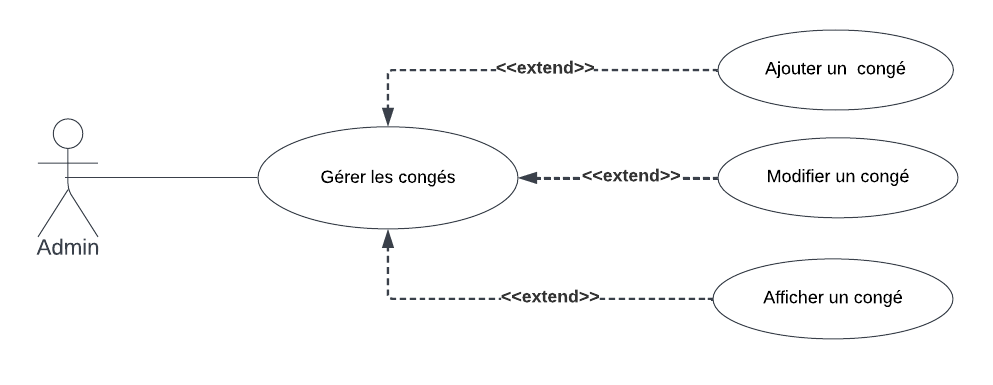 <<extend>>
Ajouter un  congé
Gérer les congés
<<extend>>
Modifier un congé
Admin
<<extend>>
Afficher un congé